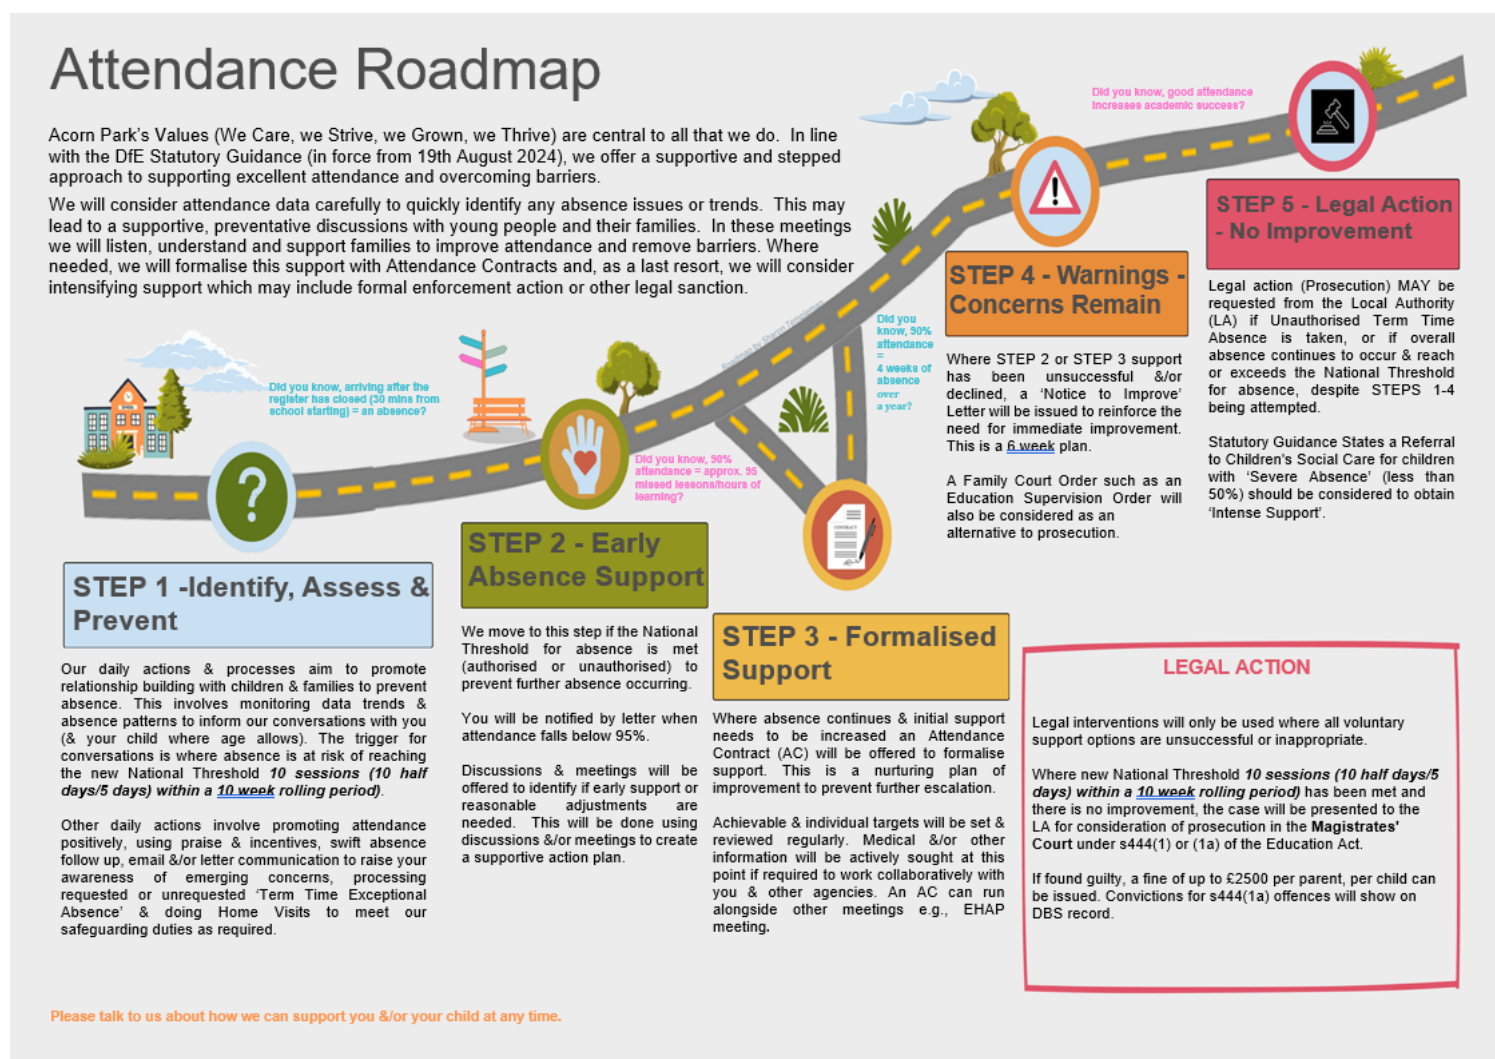 Attendance Roadmap
Acorn Park's Values (We Care, we Strive, we Grown, we Thrive) are central to all that we do. In line
with the DfE Statutory Guidance (in force from 19th August 2024), we offer a supportive and stepped
approach to supporting excellent attendance and overcoming barriers.
We will consider attendance data carefully to quickly identify any absence issues or trends. This may
lead to a supportive, preventative discussions with young people and their families. In these meetings
we will listen, understand and support families to improve attendance and remove barriers. Where
needed, we will formalise this support with Attendance Contracts and, as a last resort, we will consider
intensifying support which may include formal enforcement action or other legal sanction.
Did you know, arriving after the
register has closed (30 mins from
school starting) = an absence?
Did you know, 90%
attendance = approx. 95
missed lessons/hours of
learning?
Roadmap by Sharon Templeman
Did you
know, 90%
attendance
=
4 weeks of
absence
over
a year?
Did you know, good attendance
increases academic success?
STEP 1 -Identify, Assess &
Prevent
Our daily actions & processes aim to promote
relationship building with children & families to prevent
absence. This involves monitoring data trends &
absence patterns to inform our conversations with you
(& your child where age allows). The trigger for
conversations is where absence is at risk of reaching
the new National Threshold 10 sessions (10 half
days/5 days) within a 10 week rolling period).
Other daily actions involve promoting attendance
positively, using praise & incentives, swift absence
follow up, email &/or letter communication to raise your
awareness of emerging concerns, processing
requested or unrequested 'Term Time Exceptional
Absence' & doing Home Visits to meet our
safeguarding duties as required.
STEP 2 - Early
Absence Support
We move to this step if the National
Threshold for absence is met
(authorised or unauthorised) to
prevent further absence occurring.
You will be notified by letter when
attendance falls below 95%.
Discussions & meetings will be
offered to identify if early support or
reasonable adjustments are
needed. This will be done using
discussions &/or meetings to create
a supportive action plan.
CONTRACT
STEP 3 - Formalised
Support
Where absence continues & initial support
needs to be increased an Attendance
Contract (AC) will be offered to formalise
support. This is a nurturing plan of
improvement to prevent further escalation.
Achievable & individual targets will be set &
reviewed regularly. Medical &/or other
information will be actively sought at this
point if required to work collaboratively with
you & other agencies. An AC can run
alongside other meetings e.g., EHAP
meeting.
STEP 4 - Warnings -
Concerns Remain
Where STEP 2 or STEP 3 support
has been unsuccessful &/or
declined, a 'Notice to Improve'
Letter will be issued to reinforce the
need for immediate improvement.
This is a 6 week plan.
A Family Court Order such as an
Education Supervision Order will
also be considered as an
alternative to prosecution.
STEP 5 - Legal Action
- No Improvement
Legal action (Prosecution) MAY be
requested from the Local Authority
(LA) if Unauthorised Term Time
Absence is taken, or if overall
absence continues to occur & reach
or exceeds the National Threshold
for absence, despite STEPS 1-4
being attempted.
Statutory Guidance States a Referral
to Children's Social Care for children
with 'Severe Absence' (less than
50%) should be considered to obtain
'Intense Support'.
LEGAL ACTION
Legal interventions will only be used where all voluntary
support options are unsuccessful or inappropriate.
Where new National Threshold 10 sessions (10 half days/5
days) within a 10 week rolling period) has been met and
there is no improvement, the case will be presented to the
LA for consideration of prosecution in the Magistrates'
Court under s444(1) or (1a) of the Education Act.
If found guilty, a fine of up to £2500 per parent, per child can
be issued. Convictions for s444(1a) offences will show on
DBS record.
Please talk to us about how we can support you &/or your child at any time.